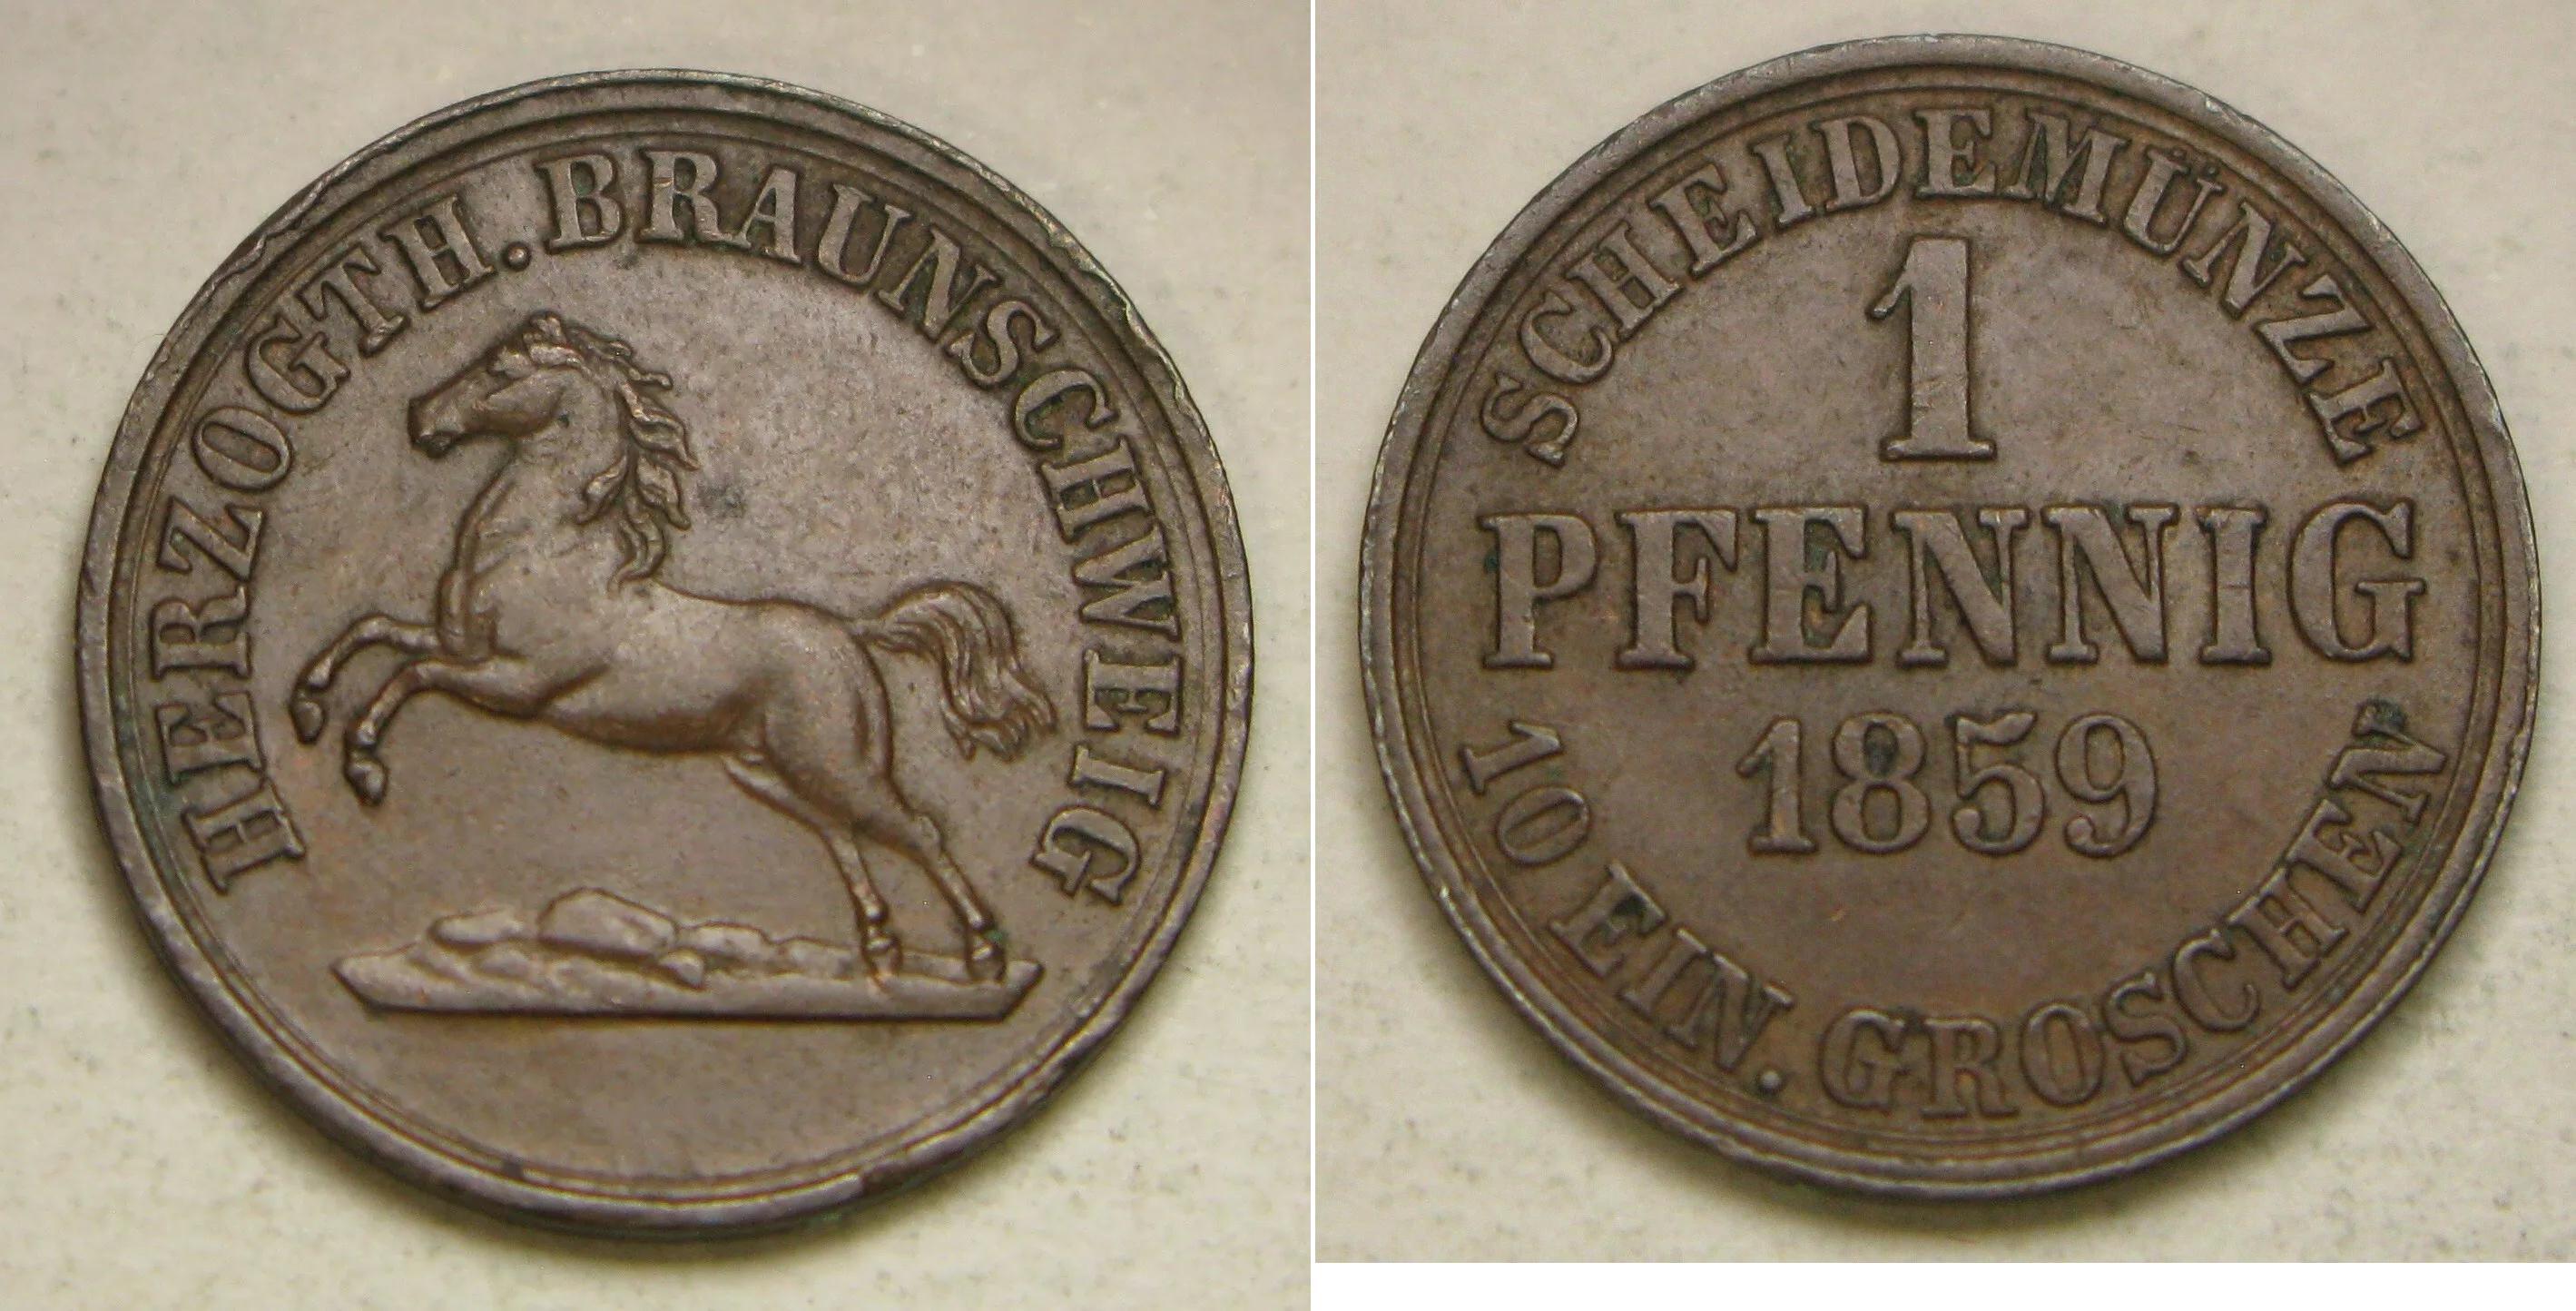 HERZOGTH. BRAUNSCHWEIG
SCHEIDEMÜNZE
1
PFENNIG
1859
10 EIN. GROSCHEN